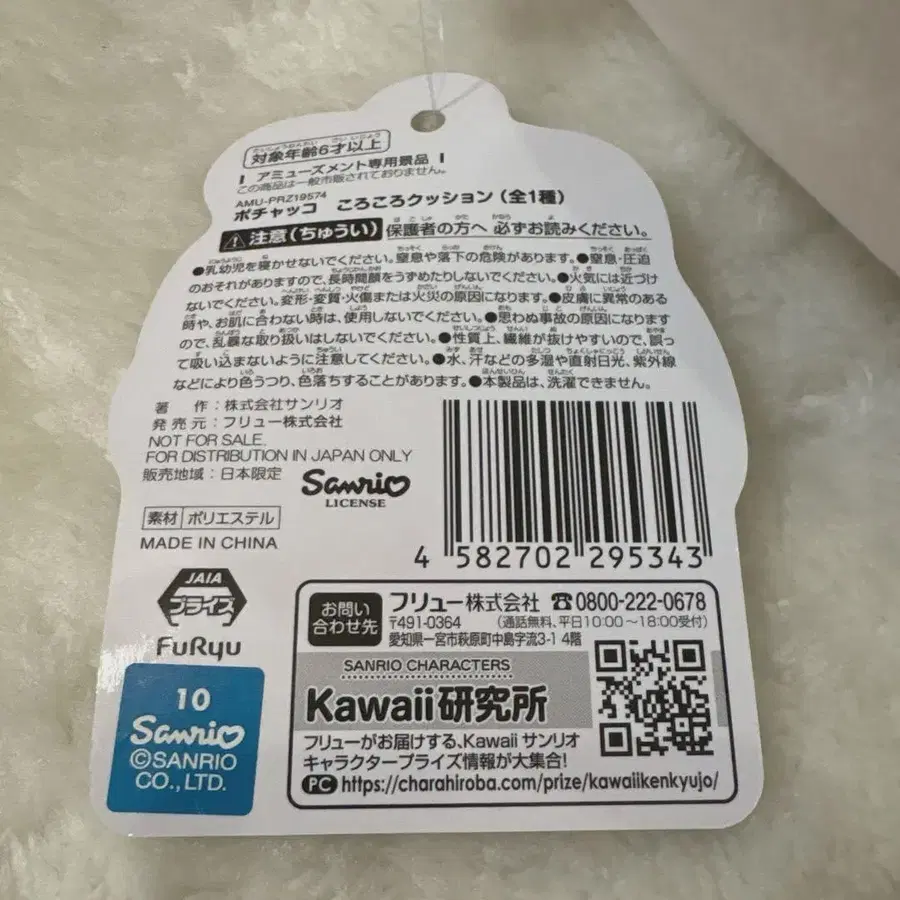 対象年齢6才以上
アミューズメント専用景品
この商品は一般市販されておりません。
AMU-PRZ19574
ポチャッコ ころころクッション(全1種)
注意(ちゅうい) 保護者の方へ 必ずお読みください。
●乳幼児を寝かせないでください。窒息や落下の危険があります。●窒息・圧迫
のおそれがありますので、長時間顔をうずめたりしないでください。●火気には近づけ
ないでください。変形・変質・火傷または火災の原因になります。●皮膚に異常のある
時や、お肌に合わない時は、使用しないでください。●思わぬ事故の原因になります
ので、乱暴な取り扱いはしないでください。●性質上、繊維が抜けやすいので、誤っ
て吸い込まないように注意してください。●水、汗などの多湿や直射日光、紫外線
などにより色うつり、色落ちすることがあります。●本製品は、洗濯できません。
著 作:株式会社サンリオ
発売元:フリュー株式会社
NOT FOR SALE.
FOR DISTRIBUTION IN JAPAN ONLY
販売地域:日本限定
Sanrio
LICENSE
素材 ポリエステル
MADE IN CHINA
4 582702 295343
JAIA
プライズ
FuRyu
10
Sanrio
©SANRIO
CO.,LTD.
お問い
合わせ先
フリュー株式会社 ☎0800-222-0678
〒491-0364 (通話無料、平日10:00〜18:00受付)
愛知県一宮市萩原町中島字流3-1 4階
SANRIO CHARACTERS
Kawaii研究所
フリューがお届けする、Kawaii サンリオ
キャラクタープライズ情報が大集合!
PC https://charahiroba.com/prize/kawaiikenkyujo/